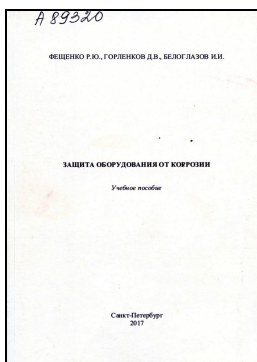 А 89320
ФЕЩЕНКО Р.Ю., ГОРЛЕНКОВ Д.В., БЕЛОГЛАЗОВ И.И.
ЗАЩИТА ОБОРУДОВАНИЯ ОТ КОРРОЗИИ
Учебное пособие
Санкт-Петербург
2017